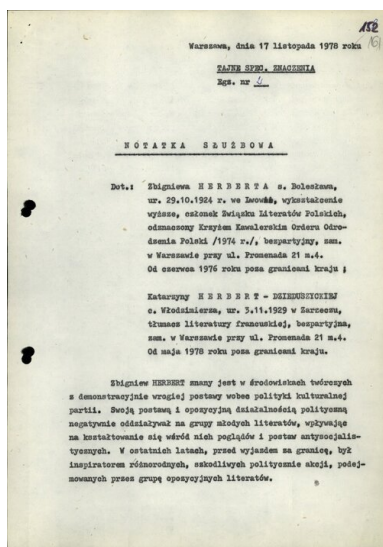 152
Warszawa, dnia 17 listopada 1978 roku
TAJNE SPEC. ZNACZENIA
Egz. nr
N O T A T K A   S Ł U Ż B O W A
Dot.: Zbigniewa H E R B E R T A s. Bolesława,
ur. 29.10.1924 r. we Lwowie, wykształcenie
wyższe, członek Związku Literatów Polskich,
odznaczony Krzyżem Kawalerskim Orderu Odro-
dzenia Polski /1974 r./, bezpartyjny, zam.
w Warszawie przy ul. Promenada 21 m.4.
Od czerwca 1976 roku poza granicami kraju ;
Katarzyny H E R B E R T - DZIEDUSZYCKIEJ
c. Włodzimierza, ur. 3.11.1929 w Zarzeczu,
tłumacz literatury francuskiej, bezpartyjna,
zam. w Warszawie przy ul. Promenada 21 m.4.
Od maja 1978 roku poza granicami kraju.
Zbigniew HERBERT znany jest w środowiskach twórczych
z demonstracyjnie wrogiej postawy wobec polityki kulturalnej
partii. Swoją postawą i opozycyjną działalnością polityczną
negatywnie oddziaływał na grupy młodych literatów, wpływając
na kształtowanie się wśród nich poglądów i postaw antysocjalis-
tycznych. W ostatnich latach, przed wyjazdem za granicę, był
inspiratorem różnorodnych, szkodliwych politycznie akcji, podej-
mowanych przez grupę opozycyjnych literatów.